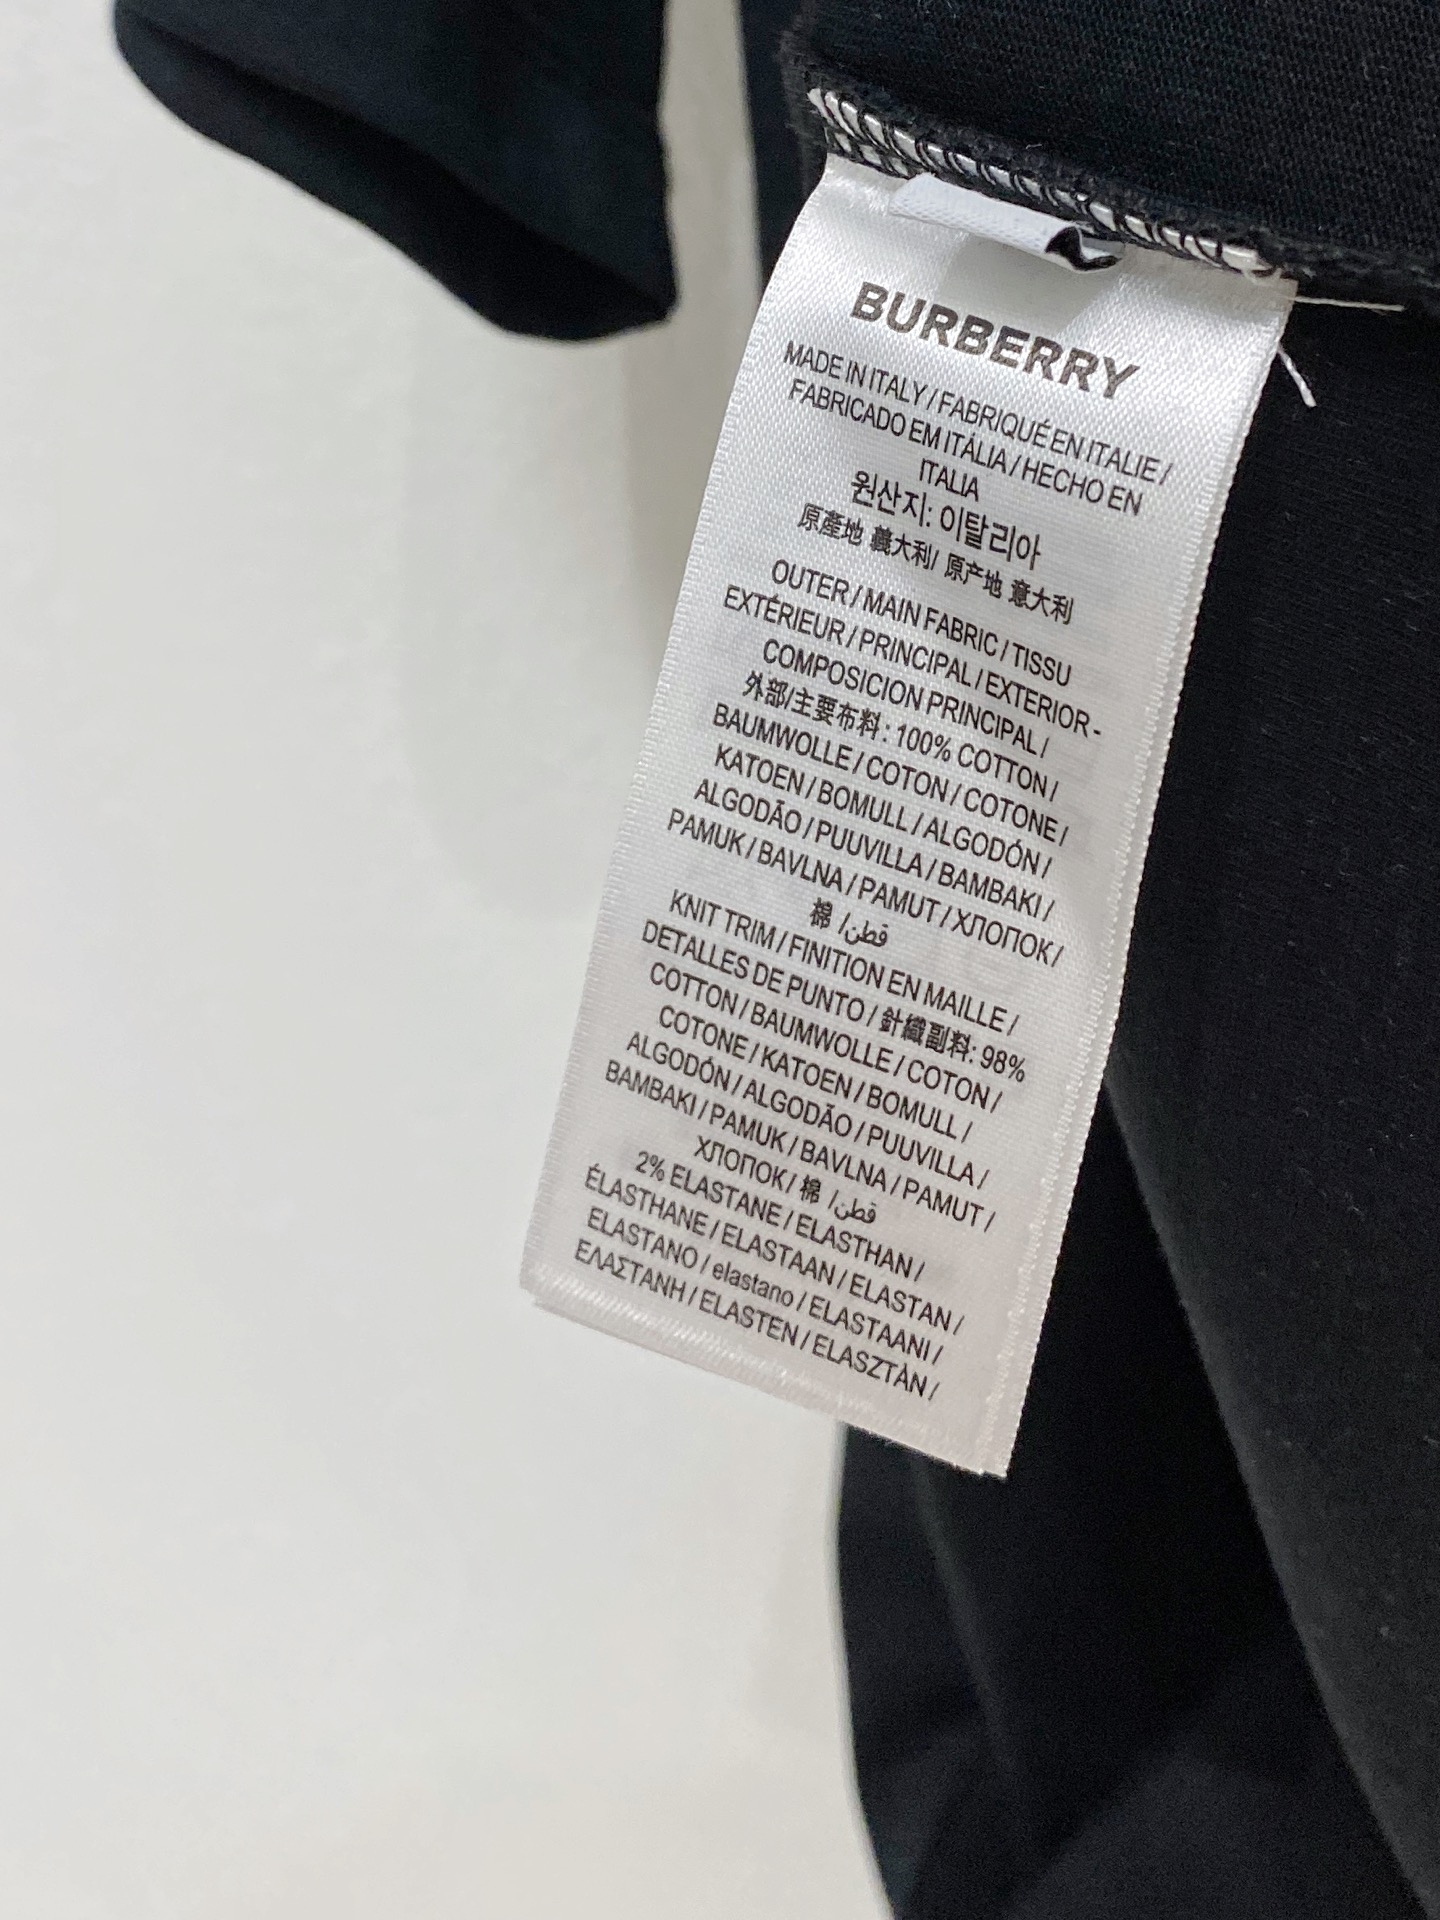 BURBERRY
MADE IN ITALY / FABRIQUÉ EN ITALIE /
FABRICADO EM ITÁLIA / HECHO EN
ITALIA
원산지: 이탈리아
原產地 義大利/ 原产地 意大利
OUTER / MAIN FABRIC / TISSU
EXTÉRIEUR / PRINCIPAL / EXTERIOR -
COMPOSICION PRINCIPAL /
外部/主要布料: 100% COTTON /
BAUMWOLLE / COTON / COTONE /
KATOEN / BOMULL / ALGODÓN /
ALGODÃO / PUUVILLA / BAMBAKI /
PAMUK / BAVLNA / PAMUT / ХЛОПОК /
棉 /قطن
KNIT TRIM / FINITION EN MAILLE /
DETALLES DE PUNTO / 針織副料: 98%
COTTON / BAUMWOLLE / COTON /
COTONE / KATOEN / BOMULL /
ALGODÓN / ALGODÃO / PUUVILLA /
BAMBAKI / PAMUK / BAVLNA / PAMUT /
ХЛОПОК / 棉 /قطن
2% ELASTANE / ELASTHAN /
ÉLASTHANE / ELASTAAN / ELASTAN /
ELASTANO / elastano / ELASTAANI /
ΕΛΑΣΤΑΝΗ / ELASTEN / ELASZTÀN /